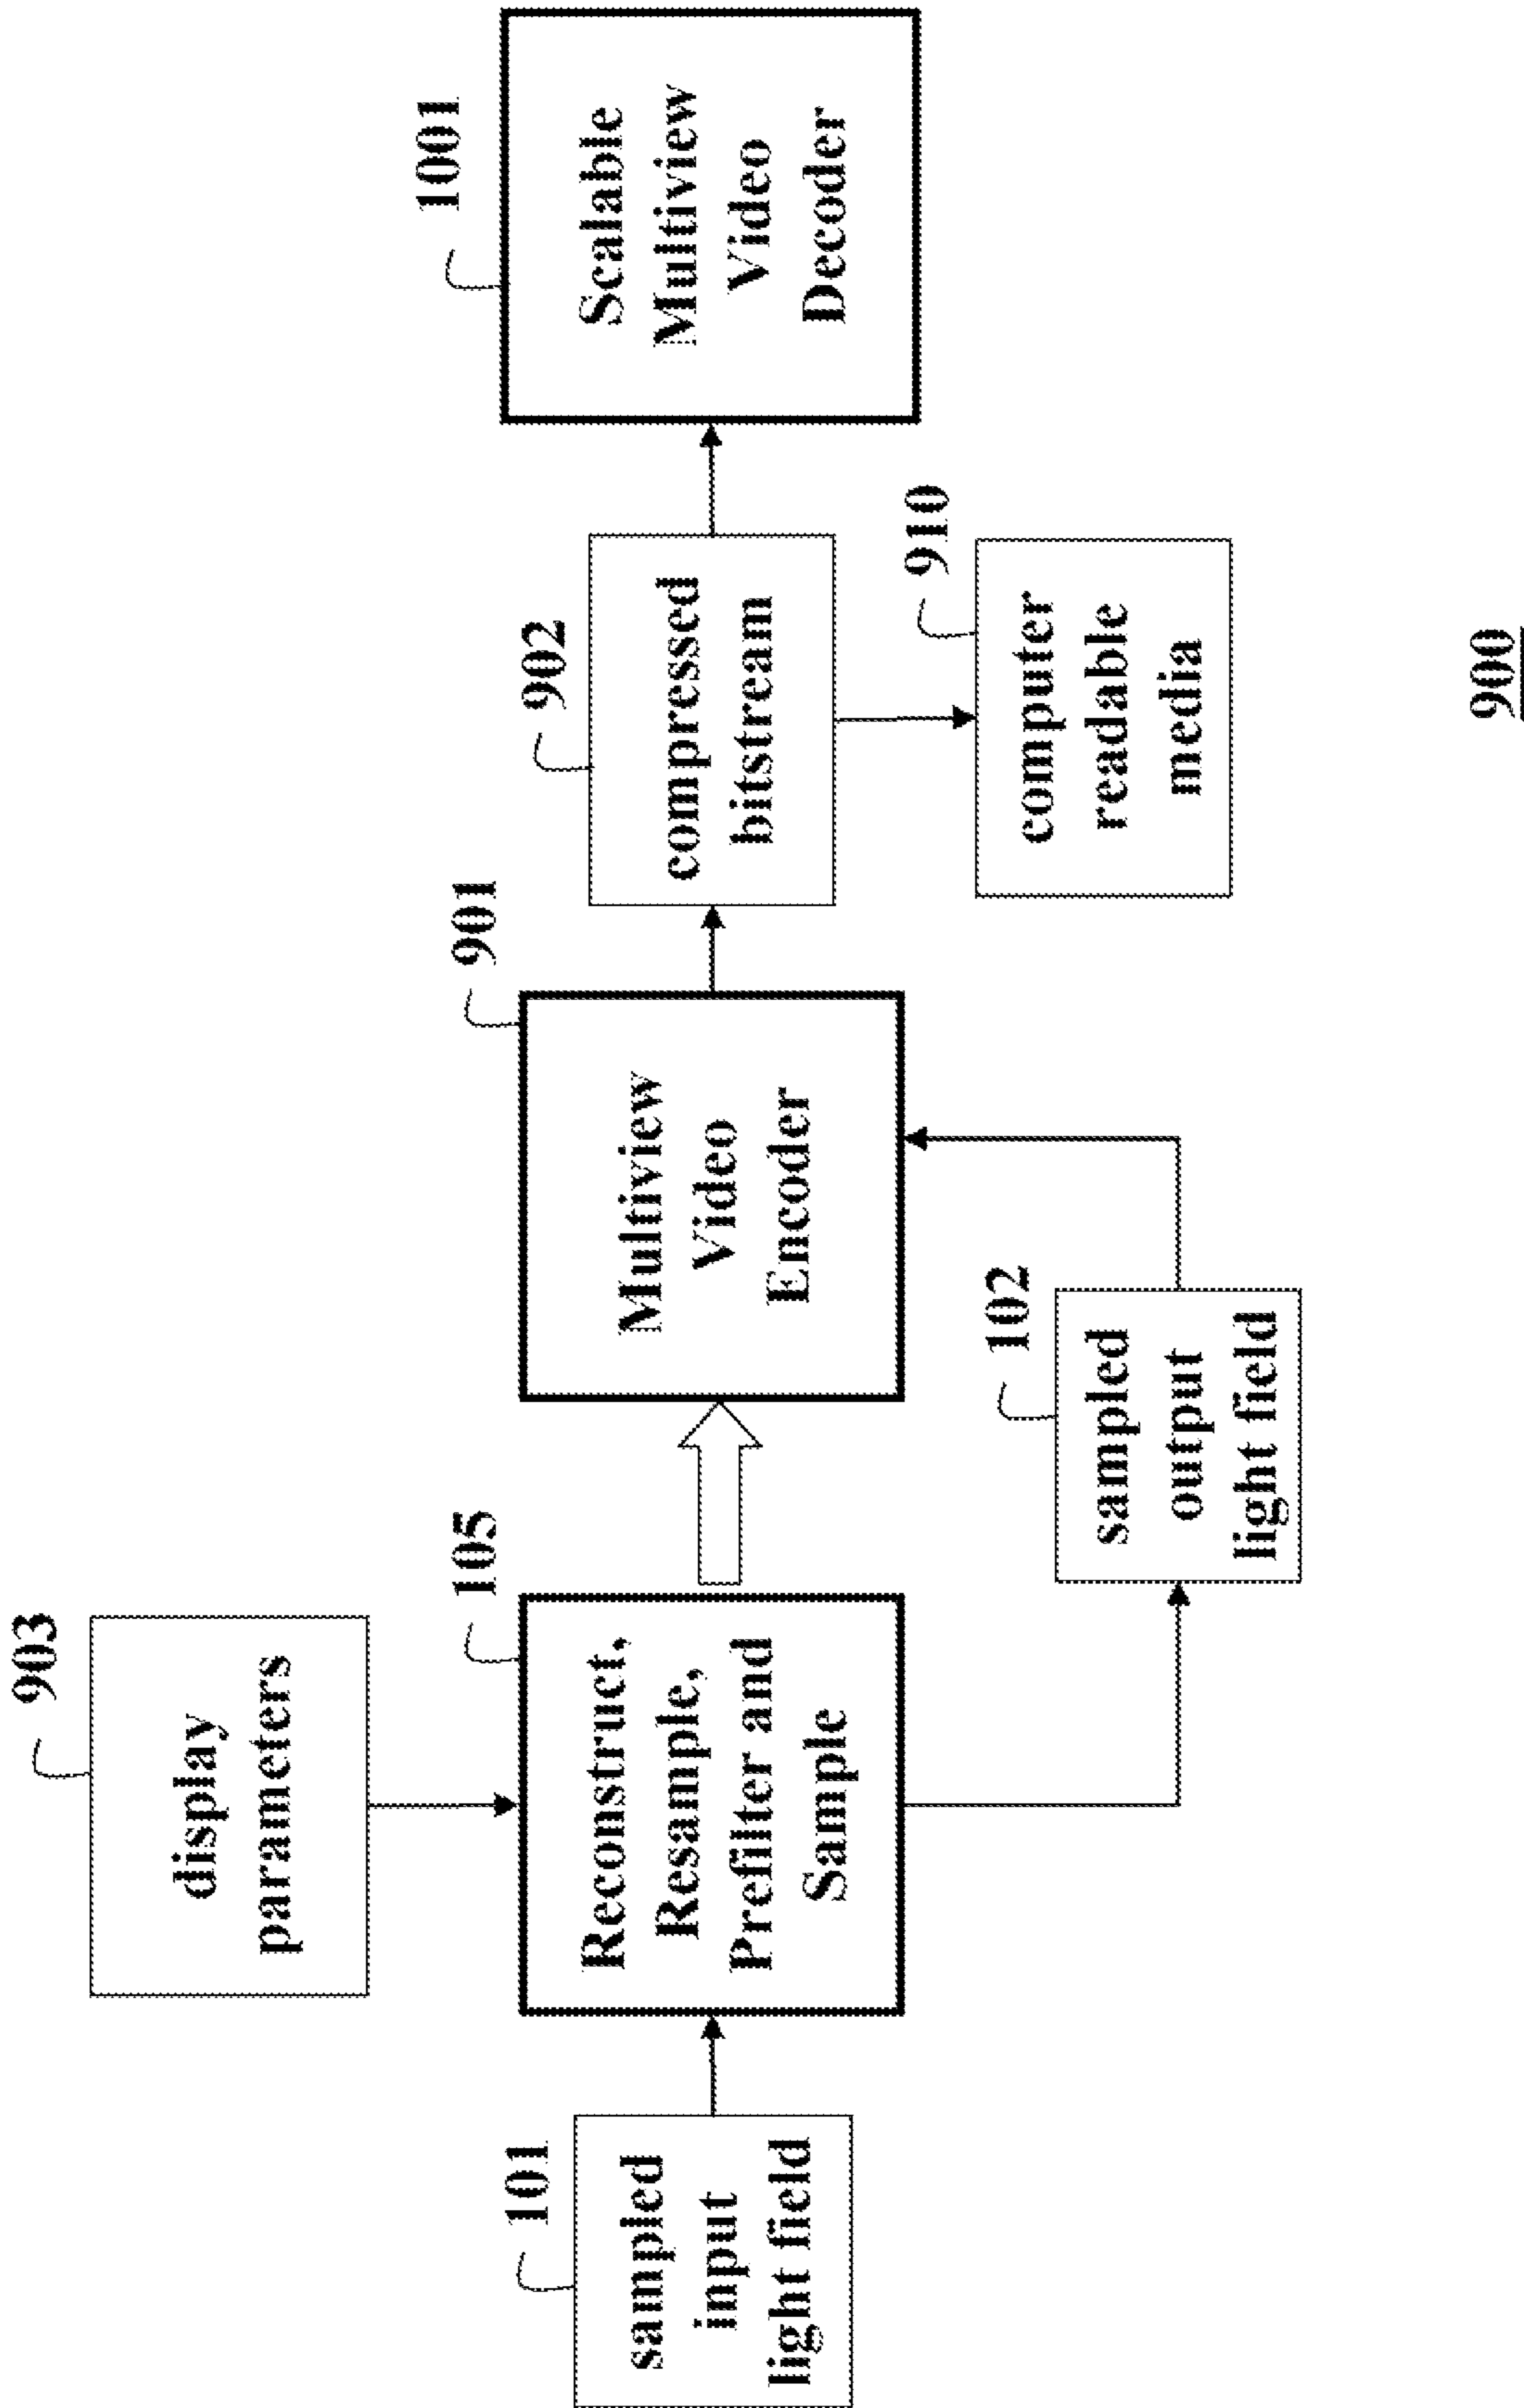 903
display
parameters
101
sampled
input
light field
105
Reconstruct,
Resample,
Prefilter and
Sample
102
sampled
output
light field
901
Multiview
Video
Encoder
902
compressed
bitstream
910
computer
readable
media
1001
Scalable
Multiview
Video
Decoder
900